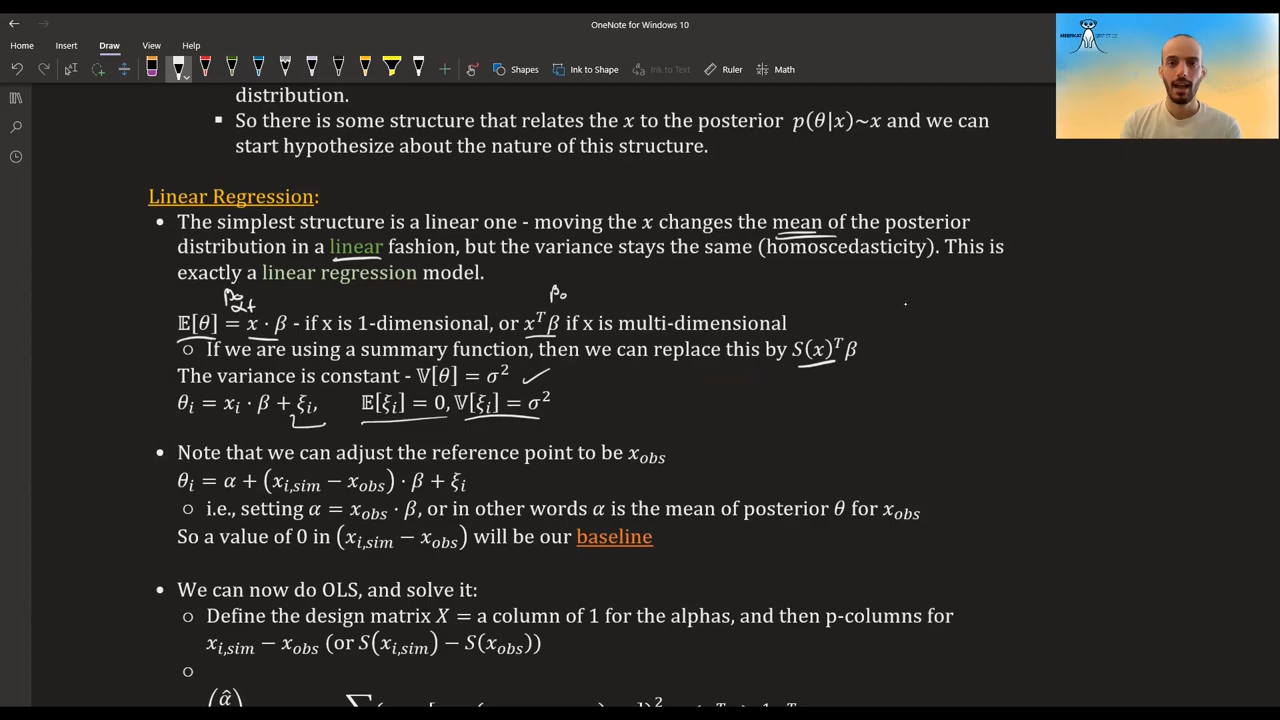 OneNote for Windows 10
Home Insert Draw View Help
Shapes Ink to Shape Ink to Text Ruler Math
MEERKAT
distribution.
▪ So there is some structure that relates the x to the posterior p(θ|x)~x and we can
start hypothesize about the nature of this structure.
Linear Regression:
• The simplest structure is a linear one - moving the x changes the mean of the posterior
distribution in a linear fashion, but the variance stays the same (homoscedasticity). This is
exactly a linear regression model.
β₀ β₀
α+
𝔼[θ] = x · β - if x is 1-dimensional, or xᵀβ if x is multi-dimensional
○ If we are using a summary function, then we can replace this by S(x)ᵀβ
The variance is constant - 𝕍[θ] = σ² ✓
θᵢ = xᵢ · β + ξᵢ, 𝔼[ξᵢ] = 0, 𝕍[ξᵢ] = σ²
• Note that we can adjust the reference point to be x_obs
θᵢ = α + (x_{i,sim} − x_obs) · β + ξᵢ
○ i.e., setting α = x_obs · β, or in other words α is the mean of posterior θ for x_obs
So a value of 0 in (x_{i,sim} − x_obs) will be our baseline
• We can now do OLS, and solve it:
○ Define the design matrix X = a column of 1 for the alphas, and then p-columns for
x_{i,sim} − x_obs (or S(x_{i,sim}) − S(x_obs))
○